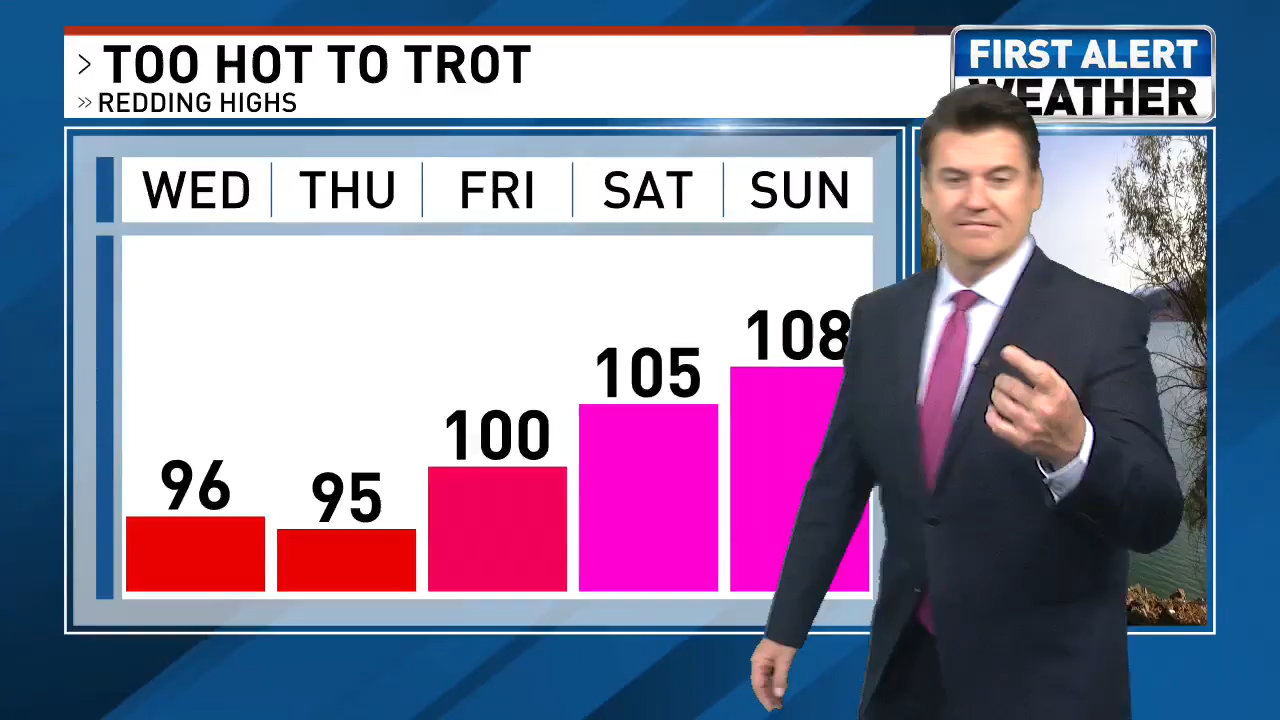 > TOO HOT TO TROT
» REDDING HIGHS
FIRST ALERT
WEATHER
WED THU FRI SAT SUN
96 95 100 105 108